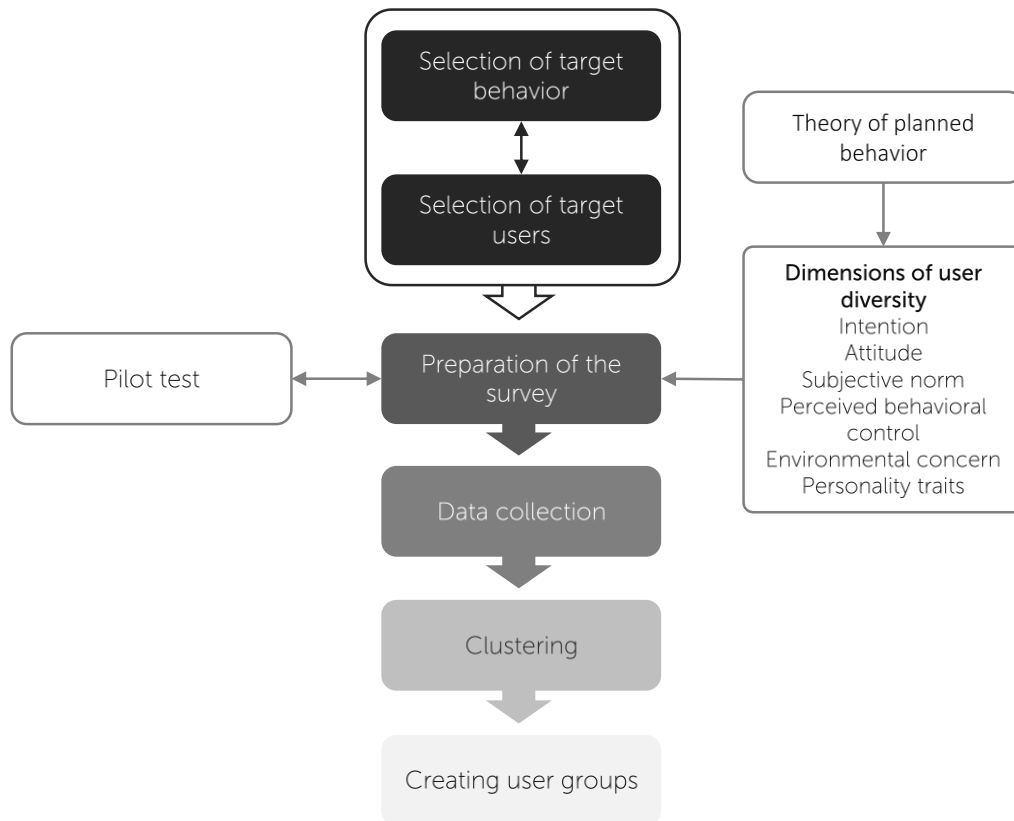 Selection of target
behavior
Selection of target
users
Theory of planned
behavior
Dimensions of user
diversity
Intention
Attitude
Subjective norm
Perceived behavioral
control
Environmental concern
Personality traits
Pilot test
Preparation of the
survey
Data collection
Clustering
Creating user groups